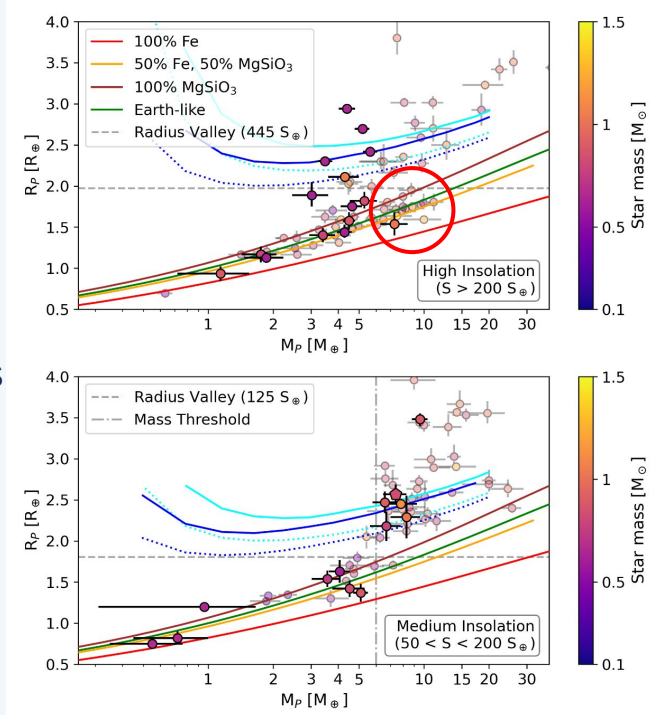 4.0
3.5
3.0
2.5
2.0
1.5
1.0
0.5
R_P [R_⊕]
100% Fe
50% Fe, 50% MgSiO₃
100% MgSiO₃
Earth-like
Radius Valley (445 S_⊕)
High Insolation
(S > 200 S_⊕)
1 2 3 4 5 10 15 20 30
M_P [M_⊕]
1.5
1
0.5
0.1
Star mass [M_⊙]
s
4.0
3.5
3.0
2.5
2.0
1.5
1.0
0.5
R_P [R_⊕]
Radius Valley (125 S_⊕)
Mass Threshold
Medium Insolation
(50 < S < 200 S_⊕)
1 2 3 4 5 10 15 20 30
M_P [M_⊕]
1.5
1
0.5
0.1
Star mass [M_⊙]